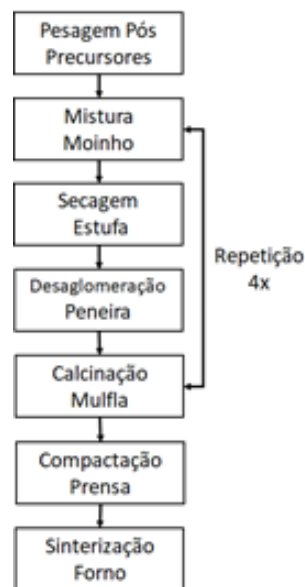 Pesagem Pós
Precursores
Mistura
Moinho
Secagem
Estufa
Desaglomeração
Peneira
Repetição
4x
Calcinação
Mulfla
Compactação
Prensa
Sinterização
Forno